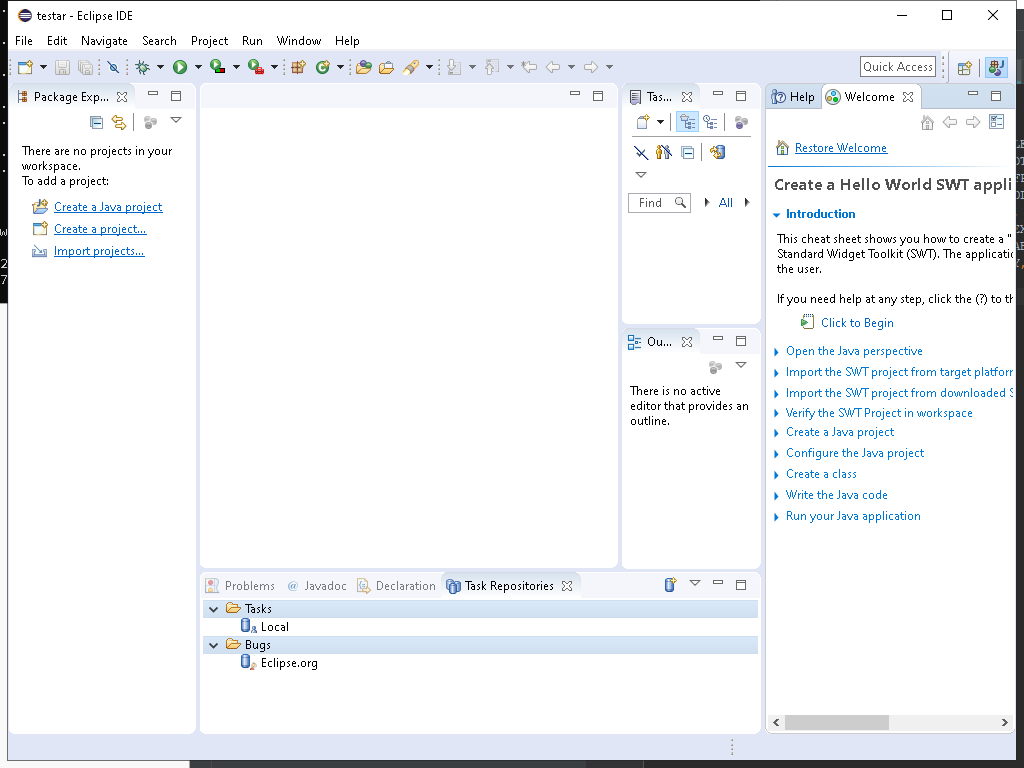 testar - Eclipse IDE
File Edit Navigate Search Project Run Window Help
Quick Access
Package Exp...
There are no projects in your
workspace.
To add a project:
Create a Java project
Create a project...
Import projects...
Tas...
Find
All
Ou...
There is no active
editor that provides an
outline.
Help
Welcome
Restore Welcome
Create a Hello World SWT appli
Introduction
This cheat sheet shows you how to create a "
Standard Widget Toolkit (SWT). The applicatio
the user.
If you need help at any step, click the (?) to th
Click to Begin
Open the Java perspective
Import the SWT project from target platform
Import the SWT project from downloaded S
Verify the SWT Project in workspace
Create a Java project
Configure the Java project
Create a class
Write the Java code
Run your Java application
Problems @ Javadoc Declaration Task Repositories
Tasks
Local
Bugs
Eclipse.org